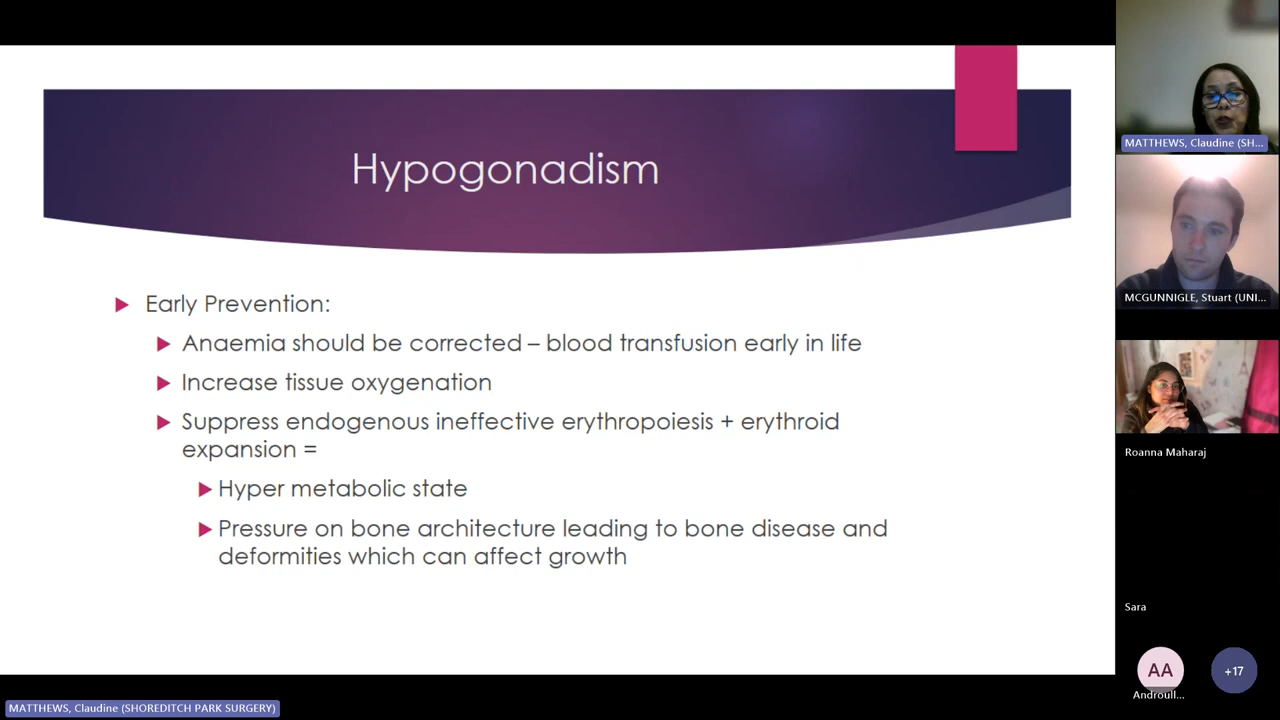 Hypogonadism
Early Prevention:
Anaemia should be corrected – blood transfusion early in life
Increase tissue oxygenation
Suppress endogenous ineffective erythropoiesis + erythroid
expansion =
Hyper metabolic state
Pressure on bone architecture leading to bone disease and
deformities which can affect growth
MATTHEWS, Claudine (SH...
MCGUNNIGLE, Stuart (UNI...
Roanna Maharaj
Sara
AA
Androull...
+17
MATTHEWS, Claudine (SHOREDITCH PARK SURGERY)